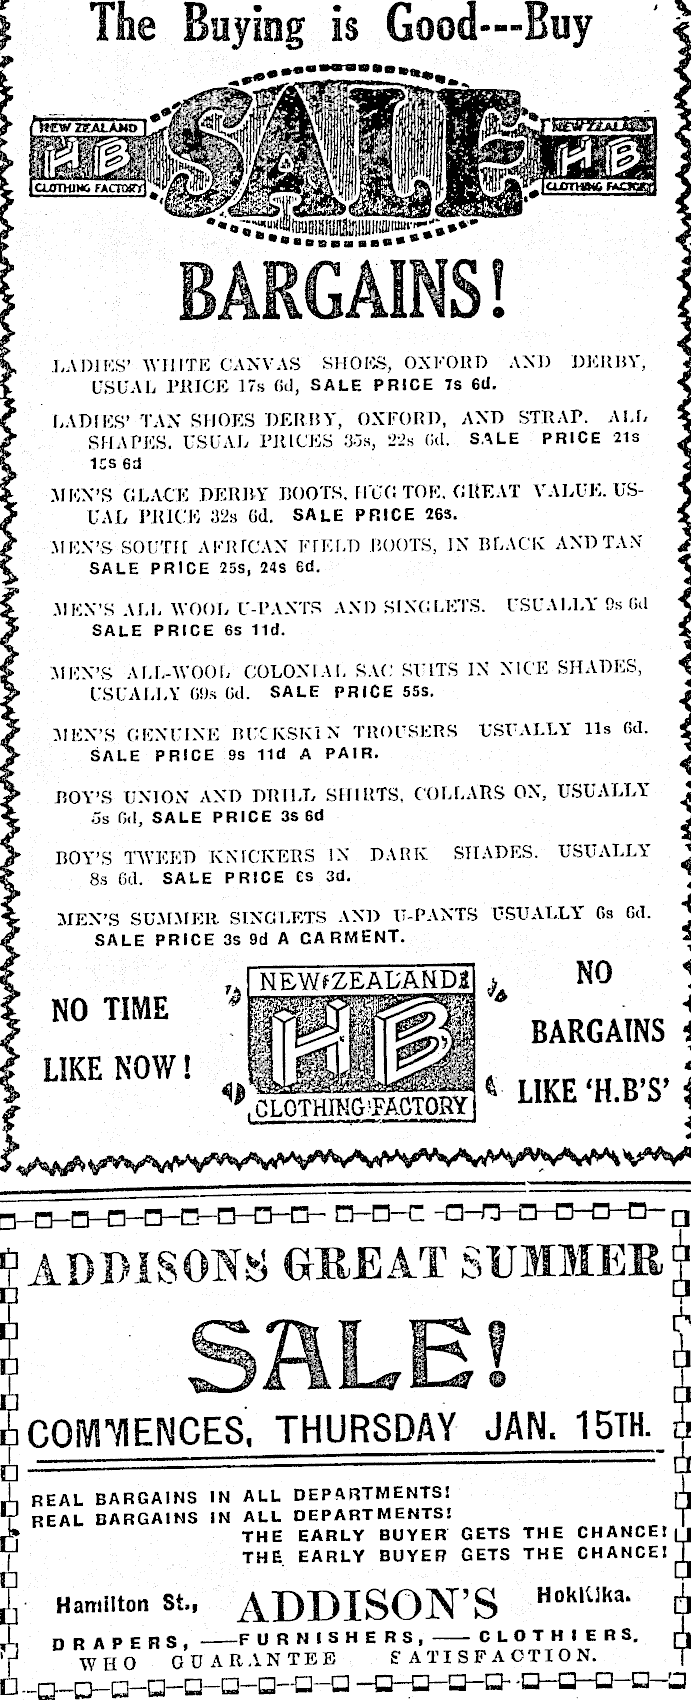 The Buying is Good---Buy
NEW ZEALAND
HB
CLOTHING FACTORY
SALE
NEW ZEALAND
HB
CLOTHING FACTORY
BARGAINS!
LADIES' WHITE CANVAS SHOES, OXFORD AND DERBY,
USUAL PRICE 17s 6d, SALE PRICE 7s 6d.
LADIES' TAN SHOES DERBY, OXFORD, AND STRAP. ALL
SHAPES. USUAL PRICES 35s, 22s 6d. SALE PRICE 21s
15s 6d
MEN'S GLACE DERBY BOOTS, HUG TOE, GREAT VALUE. US-
UAL PRICE 32s 6d. SALE PRICE 26s.
MEN'S SOUTH AFRICAN FIELD BOOTS, IN BLACK AND TAN
SALE PRICE 25s, 24s 6d.
MEN'S ALL WOOL U-PANTS AND SINGLETS. USUALLY 9s 6d
SALE PRICE 6s 11d.
MEN'S ALL-WOOL COLONIAL SAC SUITS IN NICE SHADES,
USUALLY 69s 6d. SALE PRICE 55s.
MEN'S GENUINE BUCKSKIN TROUSERS USUALLY 11s 6d.
SALE PRICE 9s 11d A PAIR.
BOY'S UNION AND DRILL SHIRTS, COLLARS ON, USUALLY
5s 6d, SALE PRICE 3s 6d
BOY'S TWEED KNICKERS IN DARK SHADES. USUALLY
8s 6d. SALE PRICE 6s 3d.
MEN'S SUMMER SINGLETS AND U-PANTS USUALLY 6s 6d.
SALE PRICE 3s 9d A CARMENT.
NO TIME
LIKE NOW!
NEW ZEALAND
HB
CLOTHING FACTORY
NO
BARGAINS
LIKE 'H.B'S'
ADDISONS GREAT SUMMER
SALE!
COMMENCES, THURSDAY JAN. 15TH.
REAL BARGAINS IN ALL DEPARTMENTS!
REAL BARGAINS IN ALL DEPARTMENTS!
THE EARLY BUYER GETS THE CHANCE!
THE EARLY BUYER GETS THE CHANCE!
Hamilton St., ADDISON'S Hokitika.
DRAPERS, —FURNISHERS, — CLOTHIERS.
WHO GUARANTEE SATISFACTION.